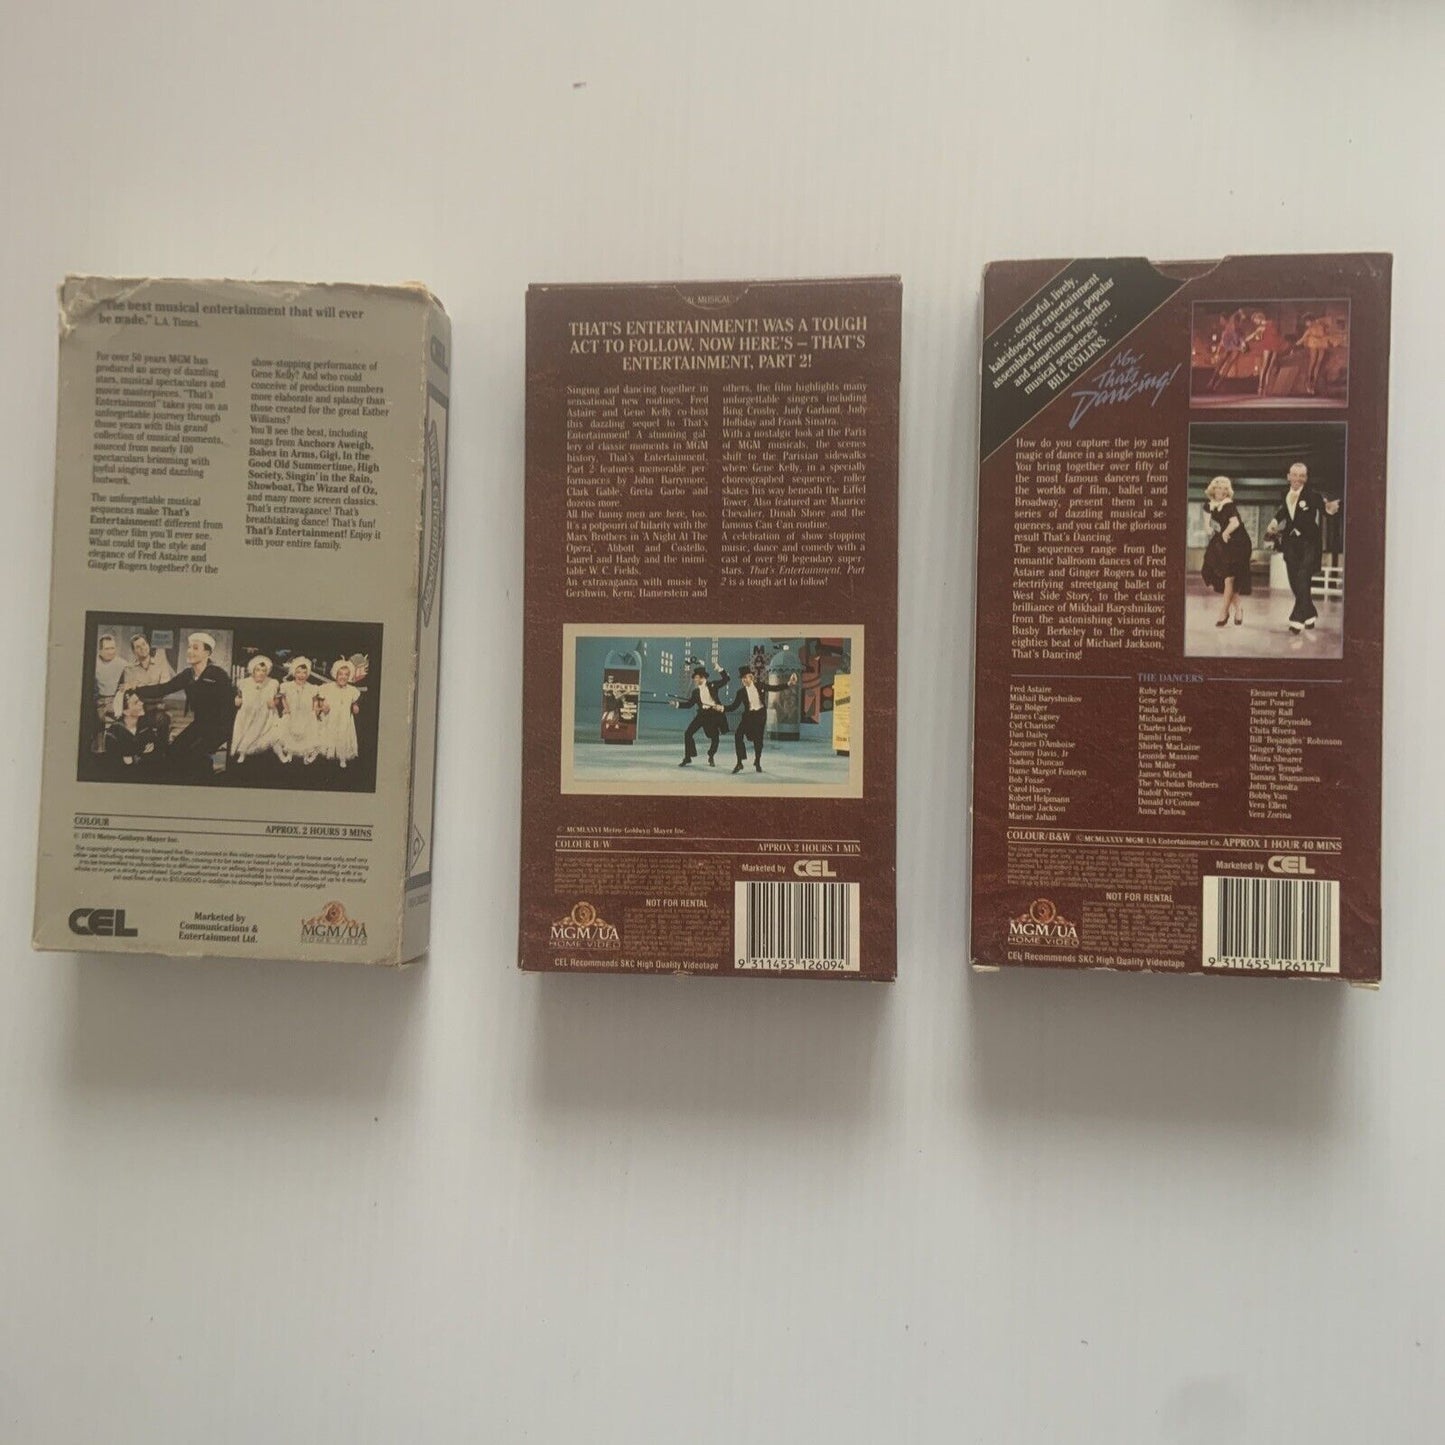 "The best musical entertainment that will ever
be made." L.A. Times.
For over 50 years MGM has
produced an array of dazzling
stars, musical spectaculars and
movie masterpieces. "That's
Entertainment" takes you on an
unforgettable journey through
those years with this grand
collection of musical moments,
sourced from nearly 100
spectaculars brimming with
joyful singing and dazzling
footwork.
The unforgettable musical
sequences make That's
Entertainment! different from
any other film you'll ever see.
What could top the style and
elegance of Fred Astaire and
Ginger Rogers together? Or the
show-stopping performance of
Gene Kelly? And who could
conceive of production numbers
more elaborate and splashy than
those created for the great Esther
Williams?
You'll see the best, including
songs from Anchors Aweigh,
Babes in Arms, Gigi, In the
Good Old Summertime, High
Society, Singin' in the Rain,
Showboat, The Wizard of Oz,
and many more screen classics.
That's extravagance! That's
breathtaking dance! That's fun!
That's Entertainment! Enjoy it
with your entire family.
COLOUR
APPROX. 2 HOURS 3 MINS
© 1974 Metro-Goldwyn-Mayer Inc.
CEL
Marketed by
Communications &
Entertainment Ltd.
MGM/UA
HOME VIDEO
CEL
MUSICAL
THAT'S ENTERTAINMENT! WAS A TOUGH
ACT TO FOLLOW. NOW HERE'S – THAT'S
ENTERTAINMENT, PART 2!
Singing and dancing together in
sensational new routines, Fred
Astaire and Gene Kelly co-host
this dazzling sequel to That's
Entertainment! A stunning gal-
lery of classic moments in MGM
history, That's Entertainment,
Part 2 features memorable per-
formances by John Barrymore,
Clark Gable, Greta Garbo and
dozens more.
All the funny men are here, too.
It's a potpourri of hilarity with the
Marx Brothers in 'A Night At The
Opera', Abbott and Costello,
Laurel and Hardy and the inimi-
table W. C. Fields.
An extravaganza with music by
Gershwin, Kern, Hamerstein and
others, the film highlights many
unforgettable singers including
Bing Crosby, Judy Garland, Judy
Holliday and Frank Sinatra.
With a nostalgic look at the Paris
of MGM musicals, the scenes
shift to the Parisian sidewalks
where Gene Kelly, in a specially
choreographed sequence, roller
skates his way beneath the Eiffel
Tower. Also featured are Maurice
Chevalier, Dinah Shore and the
famous Can-Can routine.
A celebration of show stopping
music, dance and comedy with a
cast of over 90 legendary super-
stars. That's Entertainment, Part
2 is a tough act to follow!
TRIPLETS
© MCMLXXVI Metro-Goldwyn-Mayer Inc.
COLOUR B/W
APPROX 2 HOURS 1 MIN
Marketed by CEL
NOT FOR RENTAL
MGM/UA
HOME VIDEO
CEL Recommends SKC High Quality Videotape
9 311455 126094
". . . colourful, lively,
kaleidoscopic entertainment
assembled from classic, popular
and sometimes forgotten
musical sequences" . . .
BILL COLLINS.
Now
That's
Dancing!
How do you capture the joy and
magic of dance in a single movie?
You bring together over fifty of
the most famous dancers from
the worlds of film, ballet and
Broadway, present them in a
series of dazzling musical se-
quences, and you call the glorious
result That's Dancing.
The sequences range from the
romantic ballroom dances of Fred
Astaire and Ginger Rogers to the
electrifying streetgang ballet of
West Side Story, to the classic
brilliance of Mikhail Baryshnikov;
from the astonishing visions of
Busby Berkeley to the driving
eighties beat of Michael Jackson,
That's Dancing!
THE DANCERS
Fred Astaire
Mikhail Baryshnikov
Ray Bolger
James Cagney
Cyd Charisse
Dan Dailey
Jacques D'Amboise
Sammy Davis, Jr
Isadora Duncan
Dame Margot Fonteyn
Bob Fosse
Carol Haney
Robert Helpmann
Michael Jackson
Marine Jahan
Ruby Keeler
Gene Kelly
Paula Kelly
Michael Kidd
Charles Laskey
Bambi Lynn
Shirley MacLaine
Leonide Massine
Ann Miller
James Mitchell
The Nicholas Brothers
Rudolf Nureyev
Donald O'Connor
Anna Pavlova
Eleanor Powell
Jane Powell
Tommy Rall
Debbie Reynolds
Chita Rivera
Bill "Bojangles" Robinson
Ginger Rogers
Moira Shearer
Shirley Temple
Tamara Toumanova
John Travolta
Bobby Van
Vera-Ellen
Vera Zorina
COLOUR/B&W ©MCMLXXXV MGM/UA Entertainment Co. APPROX 1 HOUR 40 MINS
Marketed by CEL
NOT FOR RENTAL
MGM/UA
HOME VIDEO
CEL Recommends SKC High Quality Videotape
9 311455 126117